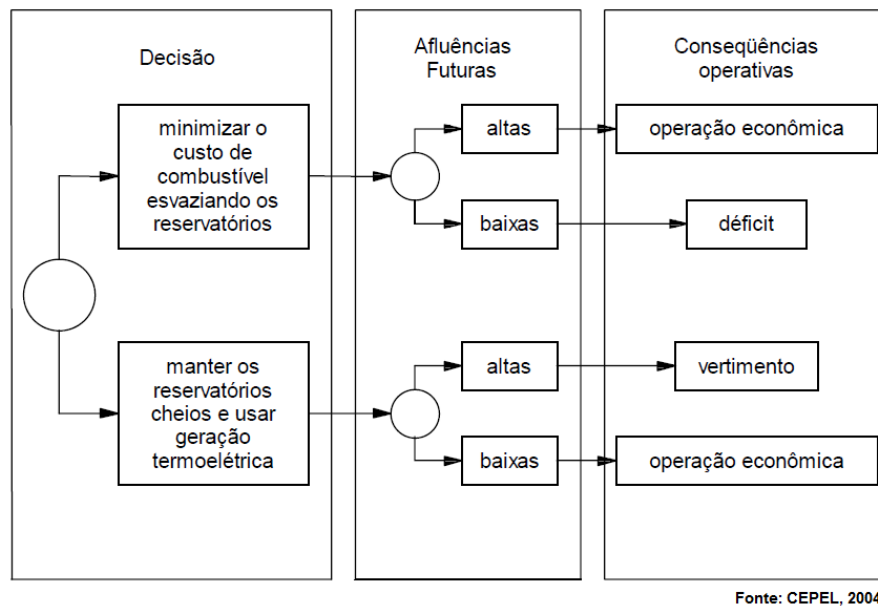 Decisão
Afluências
Futuras
Conseqüências
operativas
minimizar o
custo de
combustível
esvaziando os
reservatórios
altas
operação econômica
baixas
déficit
manter os
reservatórios
cheios e usar
geração
termoelétrica
altas
vertimento
baixas
operação econômica
Fonte: CEPEL, 2004